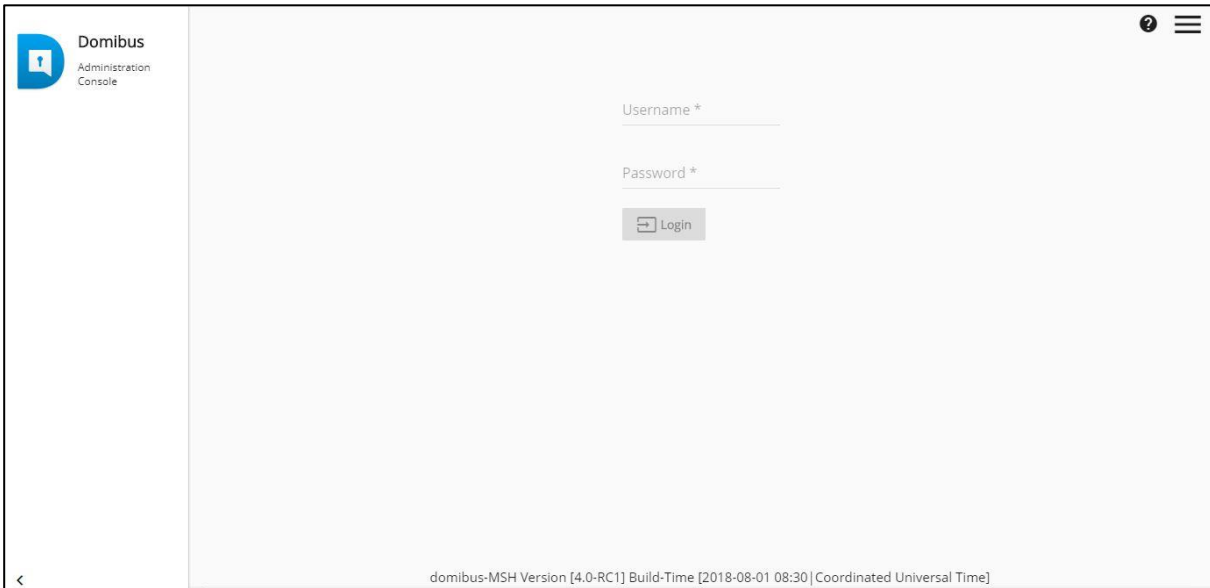 Domibus
Administration
Console
Username *
Password *
Login
domibus-MSH Version [4.0-RC1] Build-Time [2018-08-01 08:30|Coordinated Universal Time]